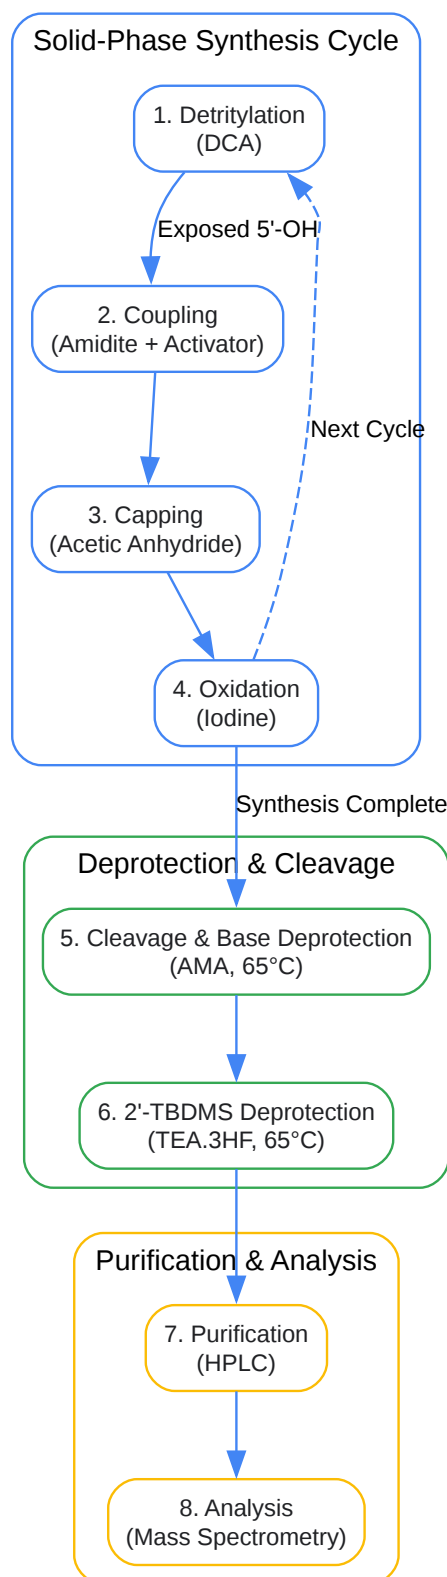 Solid-Phase Synthesis Cycle
1. Detritylation
(DCA)
Exposed 5'-OH
2. Coupling
(Amidite + Activator)
Next Cycle
3. Capping
(Acetic Anhydride)
4. Oxidation
(Iodine)
Synthesis Complete
Deprotection & Cleavage
5. Cleavage & Base Deprotection
(AMA, 65°C)
6. 2'-TBDMS Deprotection
(TEA.3HF, 65°C)
Purification & Analysis
7. Purification
(HPLC)
8. Analysis
(Mass Spectrometry)